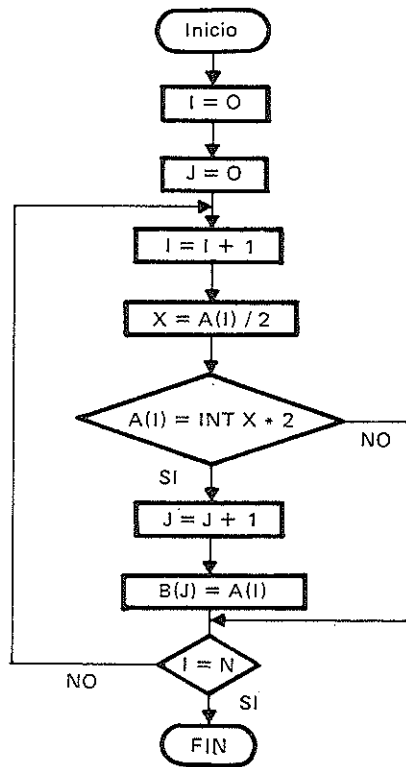 Inicio
I = 0
J = 0
I = I + 1
X = A(I) / 2
A(I) = INT X * 2
NO
SI
J = J + 1
B(J) = A(I)
I = N
NO
SI
FIN